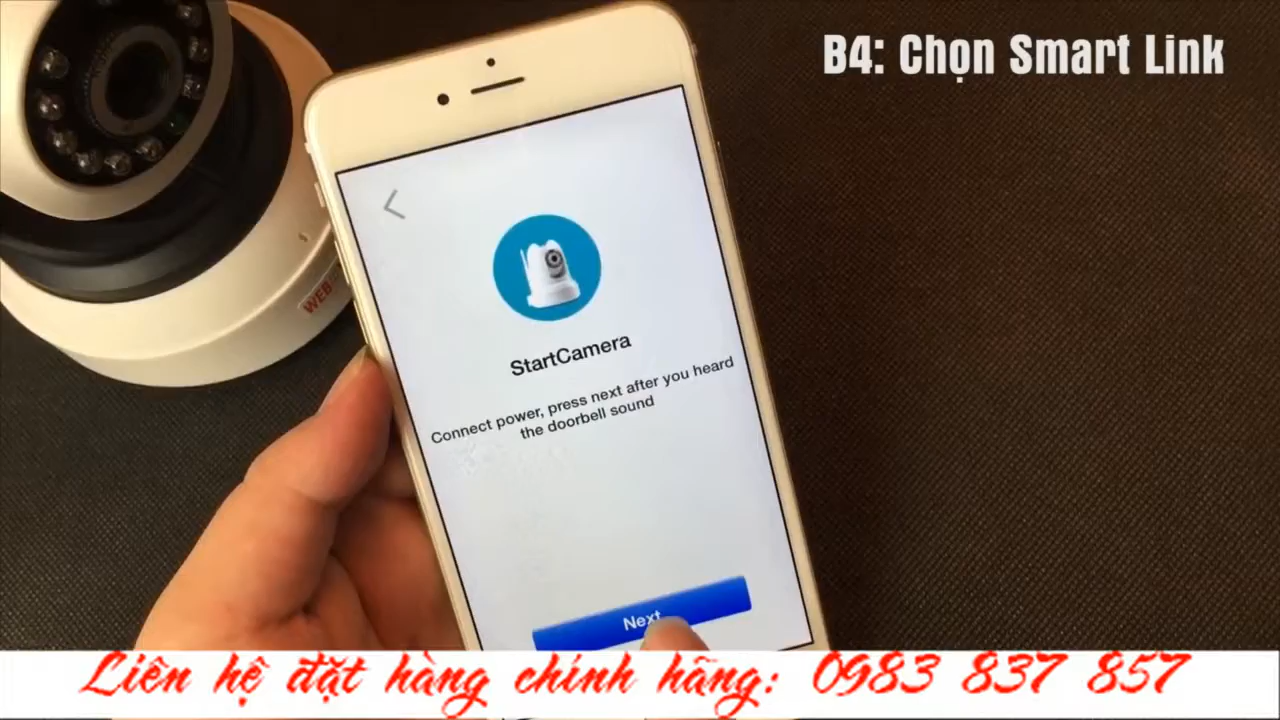 B4: Chọn Smart Link
StartCamera
Connect power, press next after you heard
the doorbell sound
Next
WEB
Liên hệ đặt hàng chính hãng: 0983 837 857